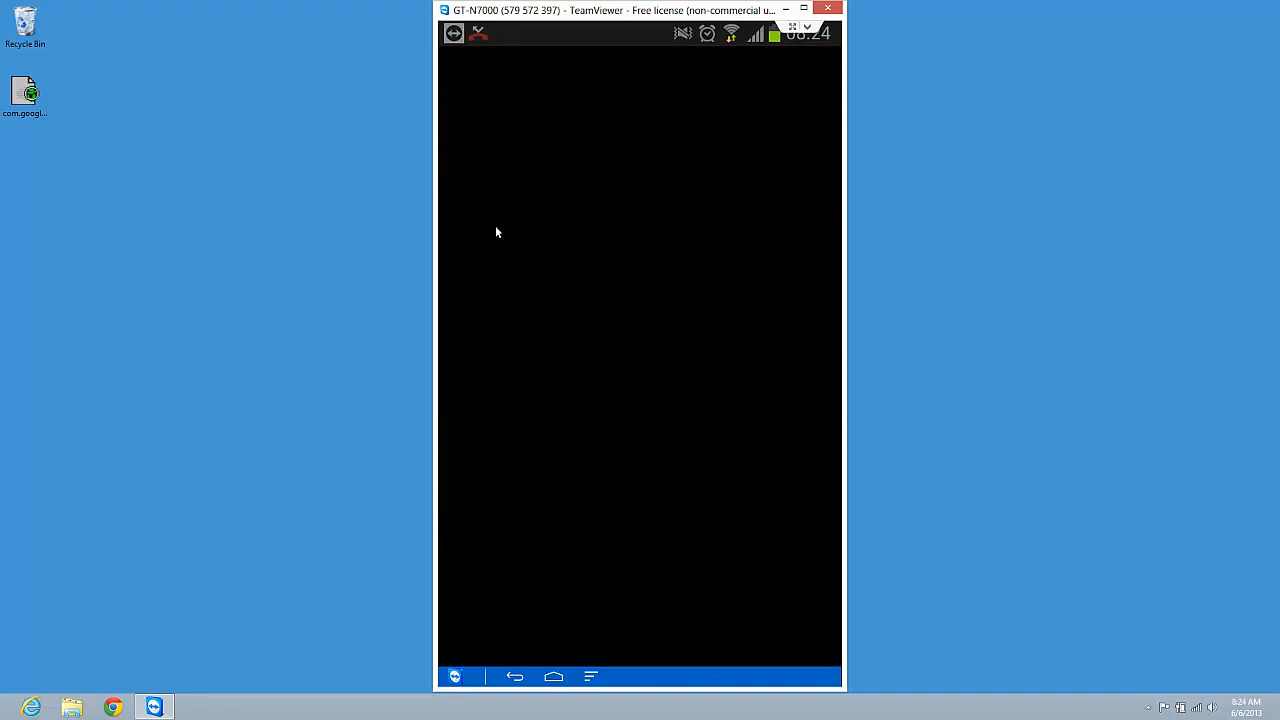 GT-N7000 (579 572 397) - TeamViewer - Free license (non-commercial u...
08:24
Recycle Bin
com.googl...
8:24 AM
6/6/2013